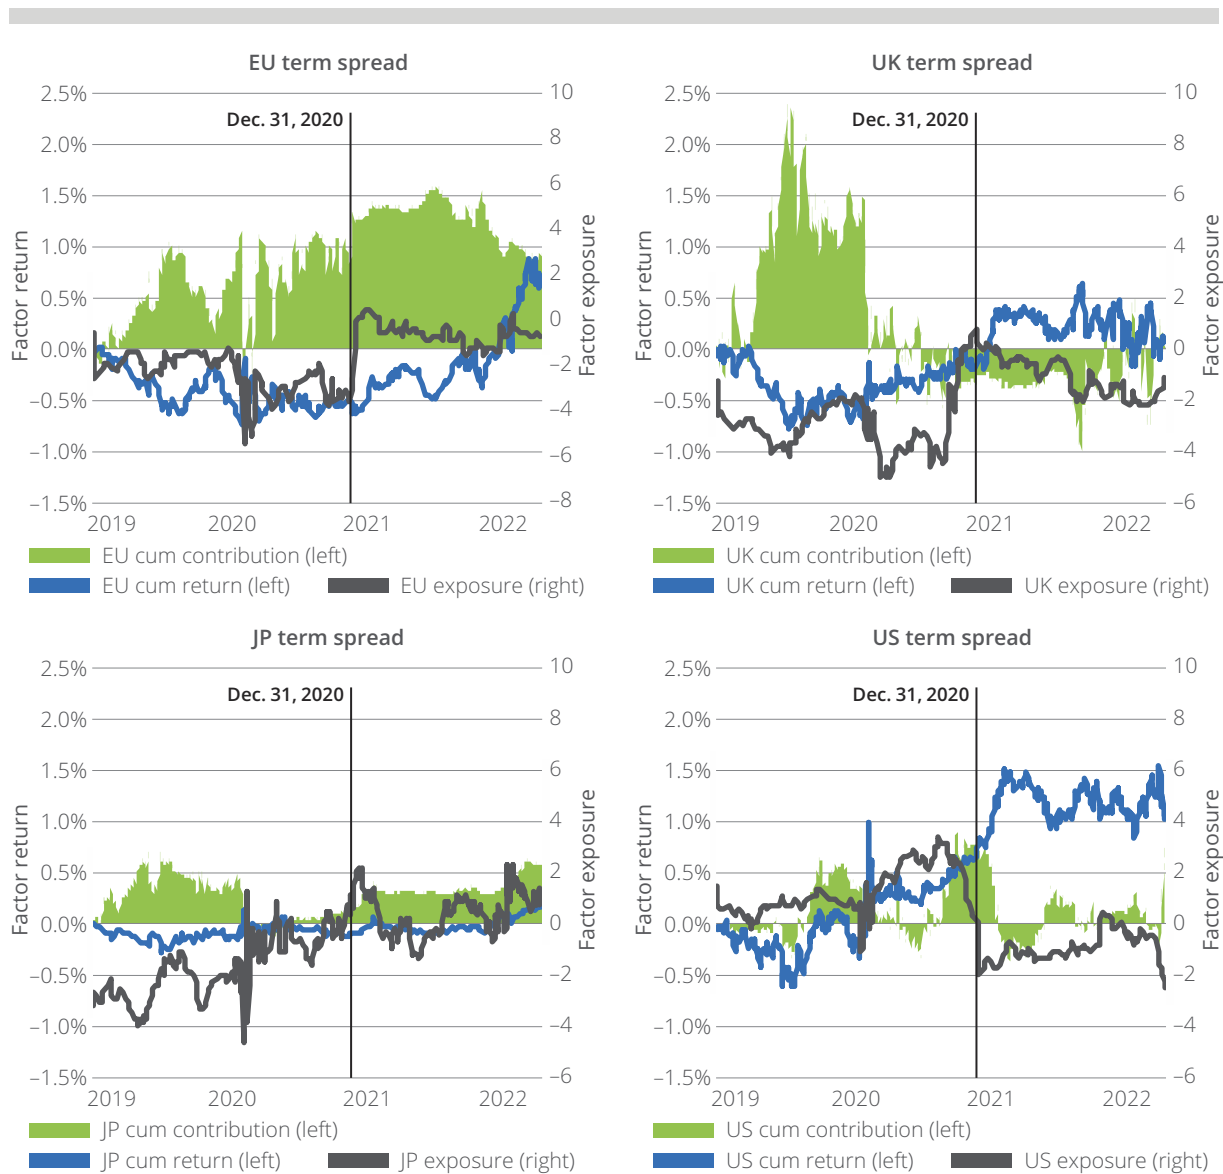 EU term spread
Dec. 31, 2020
Factor return
2.5%
2.0%
1.5%
1.0%
0.5%
0.0%
–0.5%
–1.0%
–1.5%
10
8
6
4
2
0
–2
–4
–6
–8
Factor exposure
2019 2020 2021 2022
EU cum contribution (left)
EU cum return (left) EU exposure (right)
UK term spread
Dec. 31, 2020
Factor return
2.5%
2.0%
1.5%
1.0%
0.5%
0.0%
–0.5%
–1.0%
–1.5%
10
8
6
4
2
0
–2
–4
–6
Factor exposure
2019 2020 2021 2022
UK cum contribution (left)
UK cum return (left) UK exposure (right)
JP term spread
Dec. 31, 2020
Factor return
2.5%
2.0%
1.5%
1.0%
0.5%
0.0%
–0.5%
–1.0%
–1.5%
10
8
6
4
2
0
–2
–4
–6
Factor exposure
2019 2020 2021 2022
JP cum contribution (left)
JP cum return (left) JP exposure (right)
US term spread
Dec. 31, 2020
Factor return
2.5%
2.0%
1.5%
1.0%
0.5%
0.0%
–0.5%
–1.0%
–1.5%
10
8
6
4
2
0
–2
–4
–6
Factor exposure
2019 2020 2021 2022
US cum contribution (left)
US cum return (left) US exposure (right)